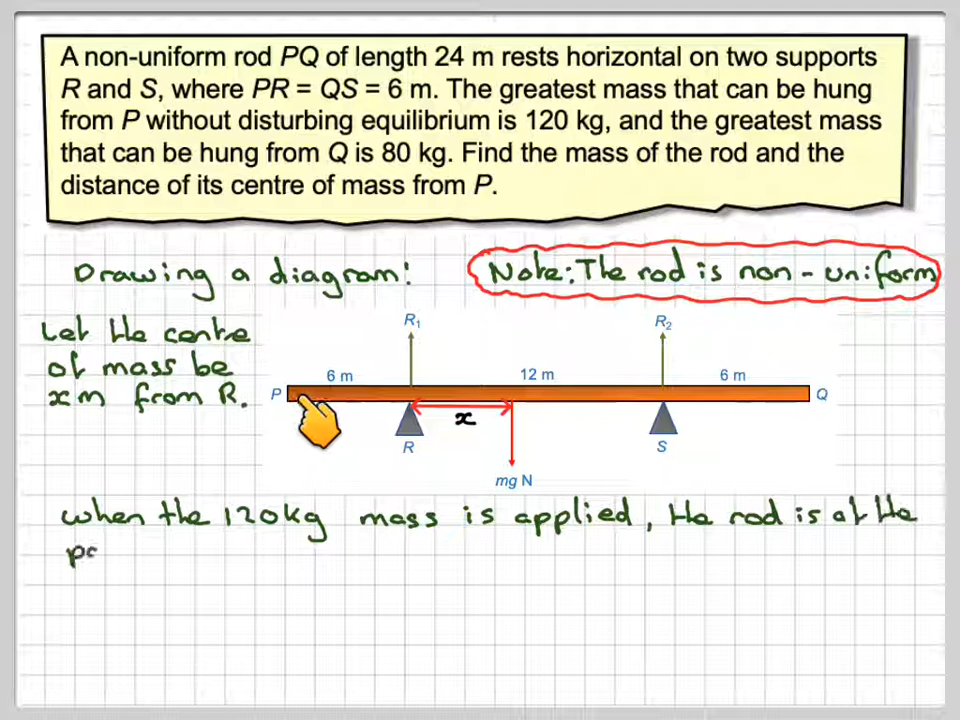 A non-uniform rod PQ of length 24 m rests horizontal on two supports
R and S, where PR = QS = 6 m. The greatest mass that can be hung
from P without disturbing equilibrium is 120 kg, and the greatest mass
that can be hung from Q is 80 kg. Find the mass of the rod and the
distance of its centre of mass from P.
Drawing a diagram:
Note: The rod is non-uniform
Let the centre
of mass be
x m from R.
R1
R2
6 m
12 m
6 m
P
Q
x
R
S
mg N
when the 120kg mass is applied, the rod is at the
po